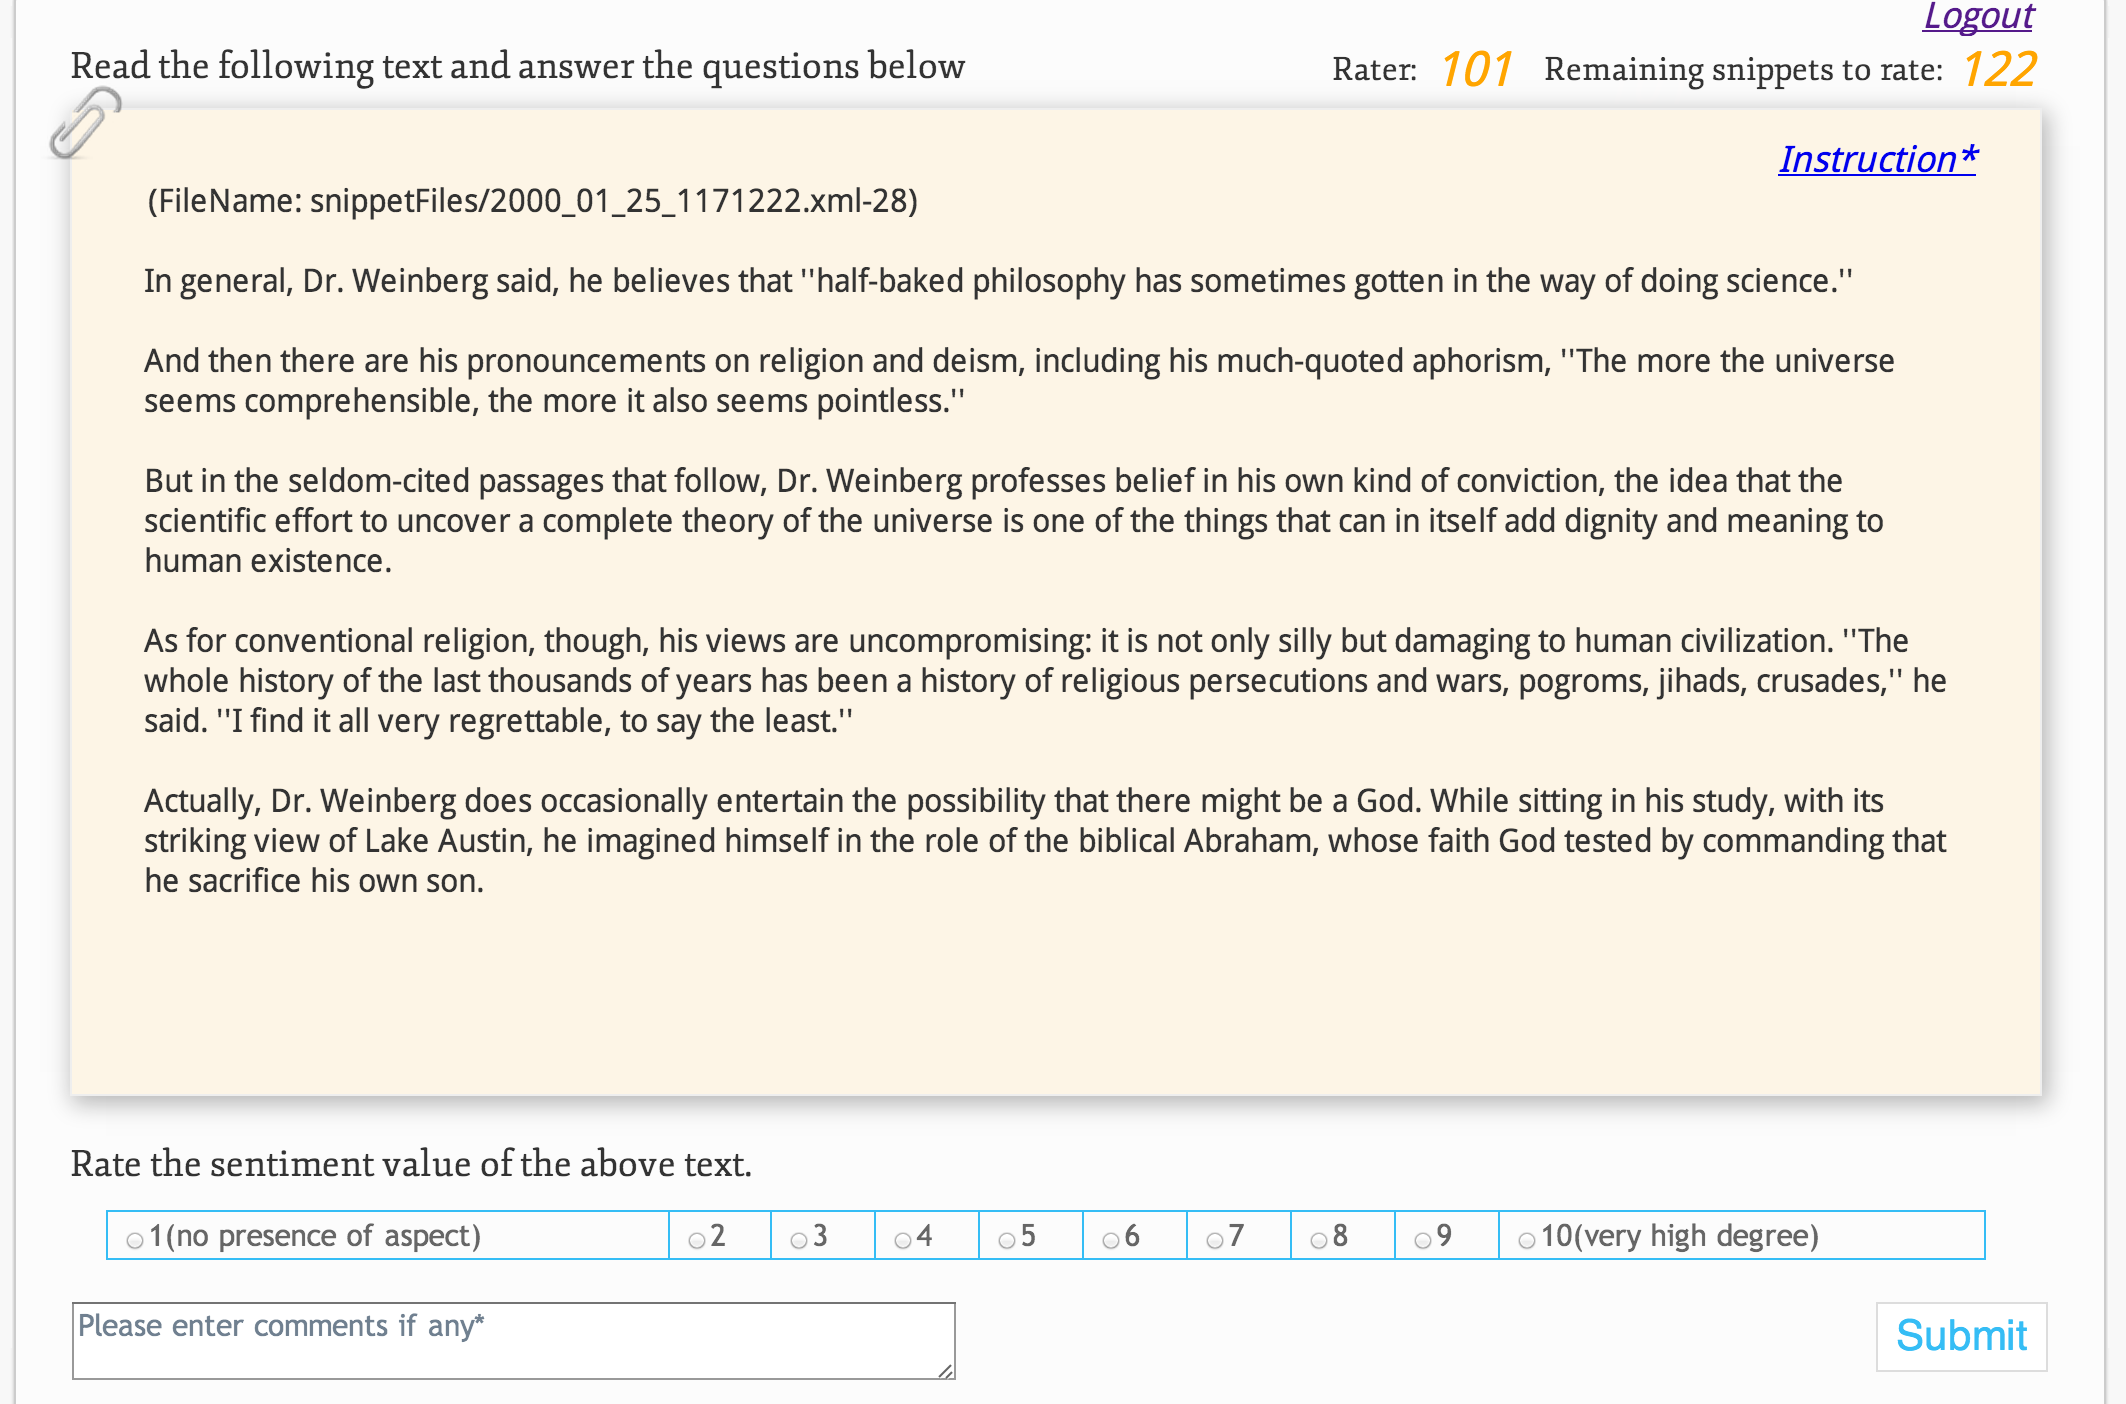 Logout
Read the following text and answer the questions below
Rater: 101 Remaining snippets to rate: 122
Instruction*
(FileName: snippetFiles/2000_01_25_1171222.xml-28)
In general, Dr. Weinberg said, he believes that ''half-baked philosophy has sometimes gotten in the way of doing science.''
And then there are his pronouncements on religion and deism, including his much-quoted aphorism, ''The more the universe
seems comprehensible, the more it also seems pointless.''
But in the seldom-cited passages that follow, Dr. Weinberg professes belief in his own kind of conviction, the idea that the
scientific effort to uncover a complete theory of the universe is one of the things that can in itself add dignity and meaning to
human existence.
As for conventional religion, though, his views are uncompromising: it is not only silly but damaging to human civilization. ''The
whole history of the last thousands of years has been a history of religious persecutions and wars, pogroms, jihads, crusades,'' he
said. ''I find it all very regrettable, to say the least.''
Actually, Dr. Weinberg does occasionally entertain the possibility that there might be a God. While sitting in his study, with its
striking view of Lake Austin, he imagined himself in the role of the biblical Abraham, whose faith God tested by commanding that
he sacrifice his own son.
Rate the sentiment value of the above text.
1(no presence of aspect) 2 3 4 5 6 7 8 9 10(very high degree)
Please enter comments if any*
Submit